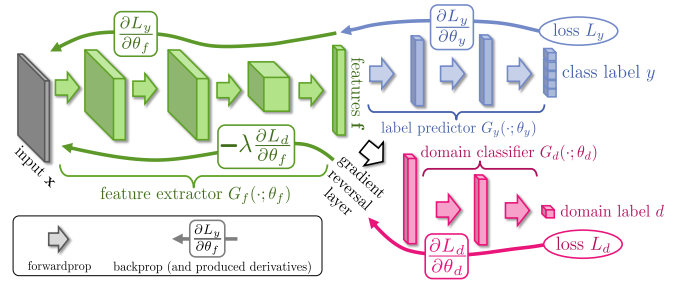 ∂L_y/∂θ_f
∂L_y/∂θ_y
loss L_y
features f
class label y
label predictor G_y(·;θ_y)
input x
−λ ∂L_d/∂θ_f
feature extractor G_f(·;θ_f)
gradient
reversal
layer
domain classifier G_d(·;θ_d)
domain label d
∂L_d/∂θ_d
loss L_d
forwardprop
∂L_y/∂θ_f
backprop (and produced derivatives)